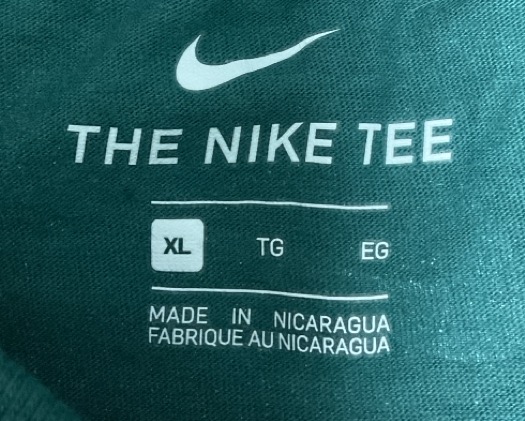 THE NIKE TEE
XL TG EG
MADE IN NICARAGUA
FABRIQUE AU NICARAGUA